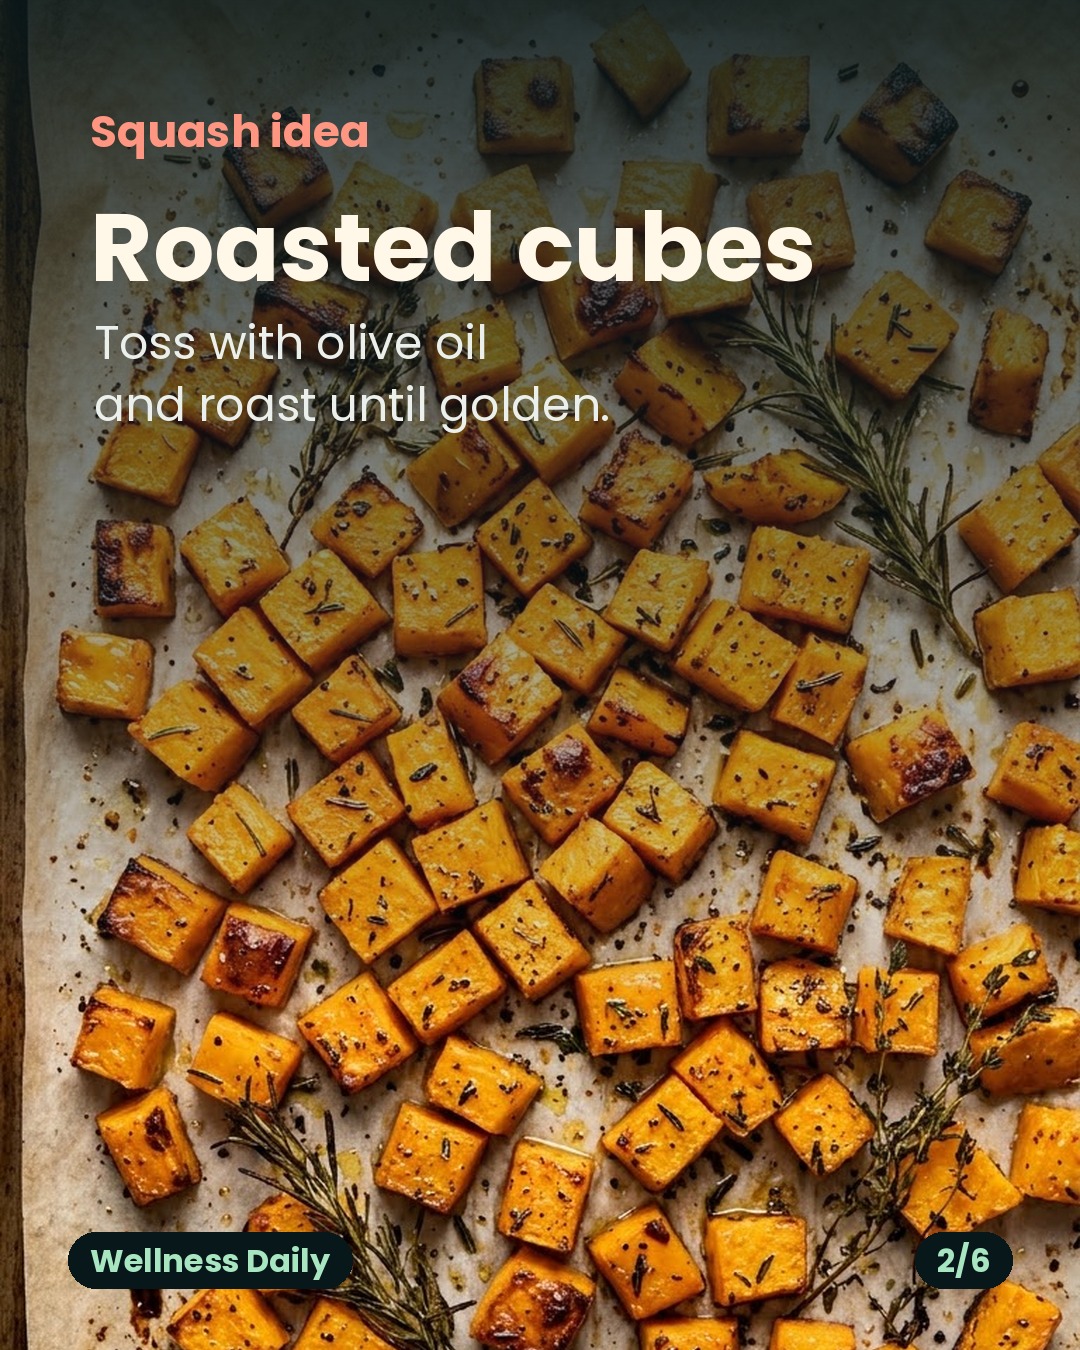 Squash idea
Roasted cubes
Toss with olive oil
and roast until golden.
Wellness Daily
2/6